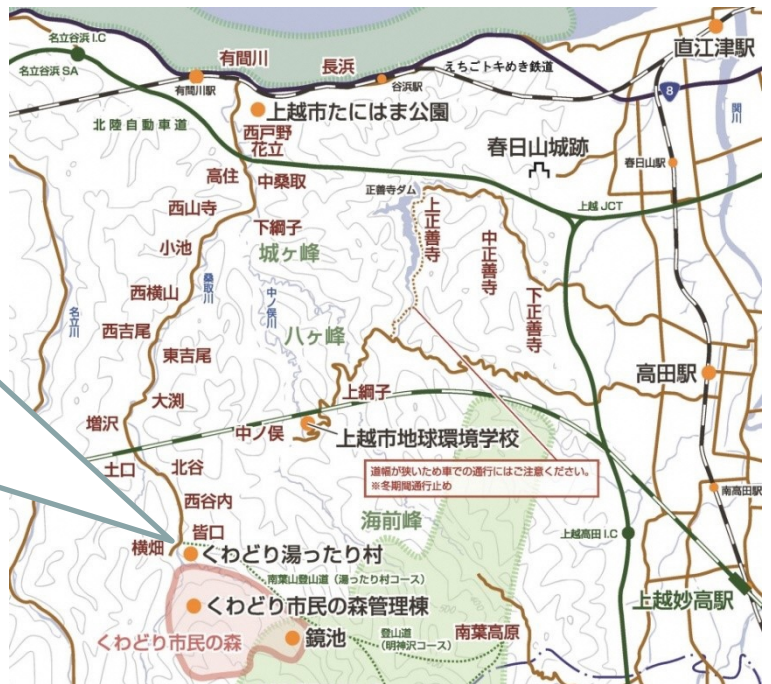 名立谷浜 I.C
名立谷浜 SA
有間川
有間川駅
長浜
谷浜駅
えちごトキめき鉄道
直江津駅
8
関川
上越市たにはま公園
北陸自動車道
西戸野
花立
春日山城跡
春日山駅
高住
中桑取
正善寺ダム
上越 JCT
西山寺
下綱子
上正善寺
中正善寺
下正善寺
小池
城ヶ峰
桑取川
中ノ俣川
名立川
西横山
西吉尾
八ヶ峰
東吉尾
大渕
上綱子
高田駅
増沢
中ノ俣
上越市地球環境学校
土口
北谷
道幅が狭いため車での通行にはご注意ください。
※冬期間通行止め
南高田駅
西谷内
海前峰
皆口
上越高田 I.C
横畑
くわどり湯ったり村
南葉山登山道（湯ったり村コース）
上越妙高駅
くわどり市民の森管理棟
くわどり市民の森
鏡池
登山道
（明神沢コース）
南葉高原